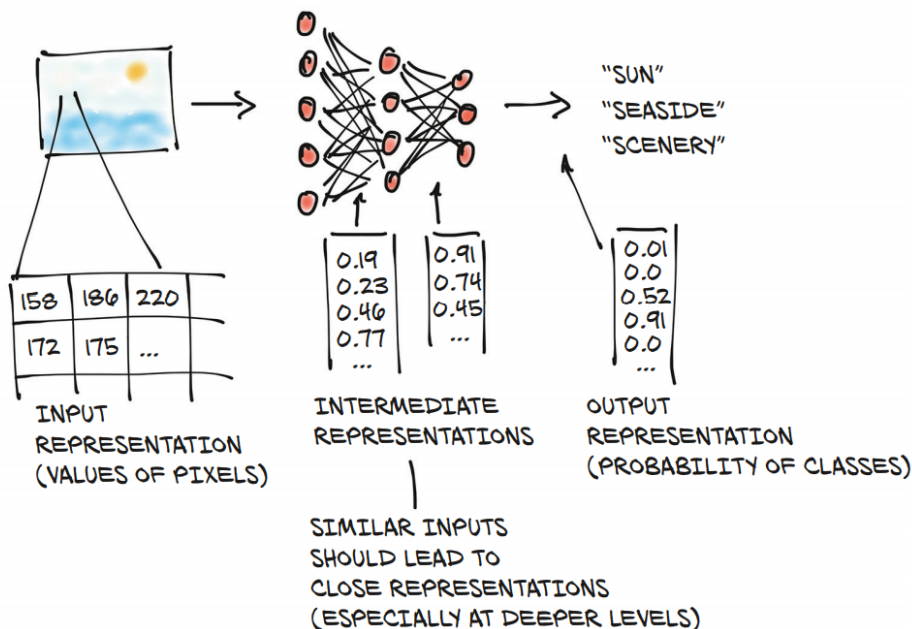 "SUN"
"SEASIDE"
"SCENERY"
158 186 220
172 175 ...
0.19
0.23
0.46
0.77
...
0.91
0.74
0.45
...
0.01
0.0
0.52
0.91
0.0
...
INPUT
REPRESENTATION
(VALUES OF PIXELS)
INTERMEDIATE
REPRESENTATIONS
OUTPUT
REPRESENTATION
(PROBABILITY OF CLASSES)
SIMILAR INPUTS
SHOULD LEAD TO
CLOSE REPRESENTATIONS
(ESPECIALLY AT DEEPER LEVELS)